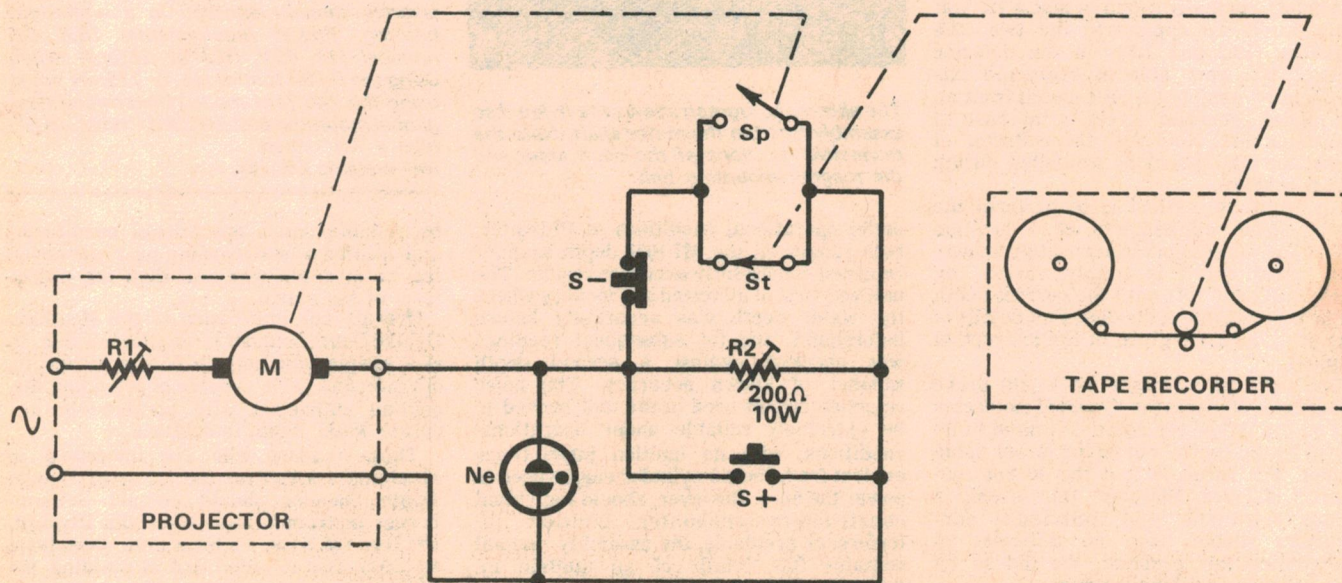 Sp
St
S–
R1
M
R2
200Ω
10W
TAPE RECORDER
Ne
S+
PROJECTOR